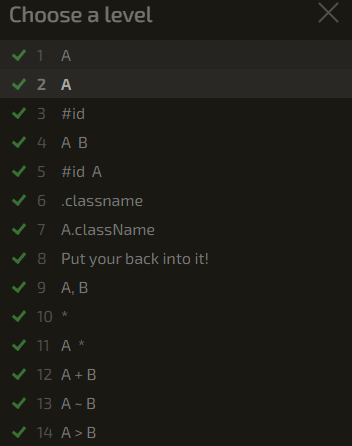 Choose a level
1 A
2 A
3 #id
4 A B
5 #id A
6 .classname
7 A.className
8 Put your back into it!
9 A, B
10 *
11 A *
12 A + B
13 A ~ B
14 A > B